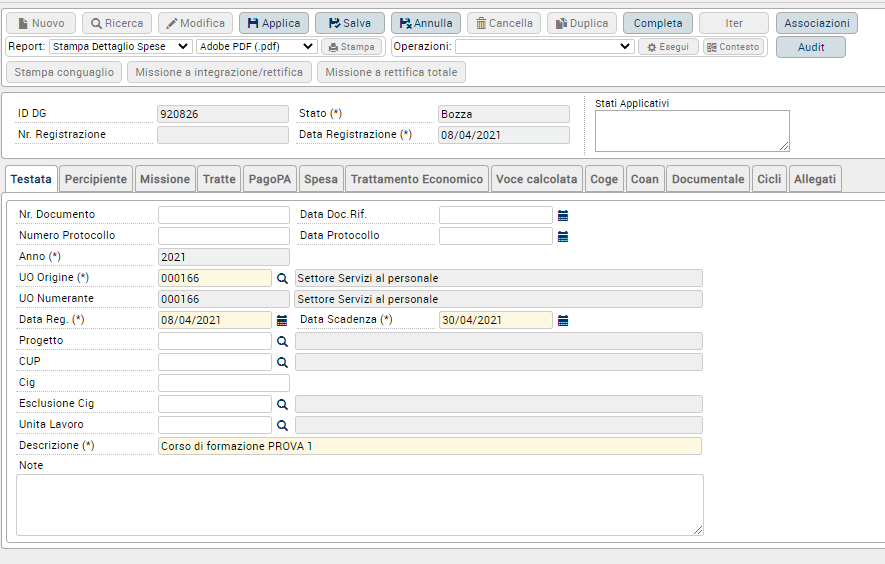 Nuovo Ricerca Modifica Applica Salva Annulla Cancella Duplica Completa Iter Associazioni
Report: Stampa Dettaglio Spese Adobe PDF (.pdf) Stampa Operazioni: Esegui Contesto Audit
Stampa conguaglio Missione a integrazione/rettifica Missione a rettifica totale
Stati Applicativi
ID DG 920826 Stato (*) Bozza
Nr. Registrazione Data Registrazione (*) 08/04/2021
Testata Percipiente Missione Tratte PagoPA Spesa Trattamento Economico Voce calcolata Coge Coan Documentale Cicli Allegati
Nr. Documento Data Doc.Rif.
Numero Protocollo Data Protocollo
Anno (*) 2021
UO Origine (*) 000166 Settore Servizi al personale
UO Numerante 000166 Settore Servizi al personale
Data Reg. (*) 08/04/2021 Data Scadenza (*) 30/04/2021
Progetto
CUP
Cig
Esclusione Cig
Unita Lavoro
Descrizione (*) Corso di formazione PROVA 1
Note